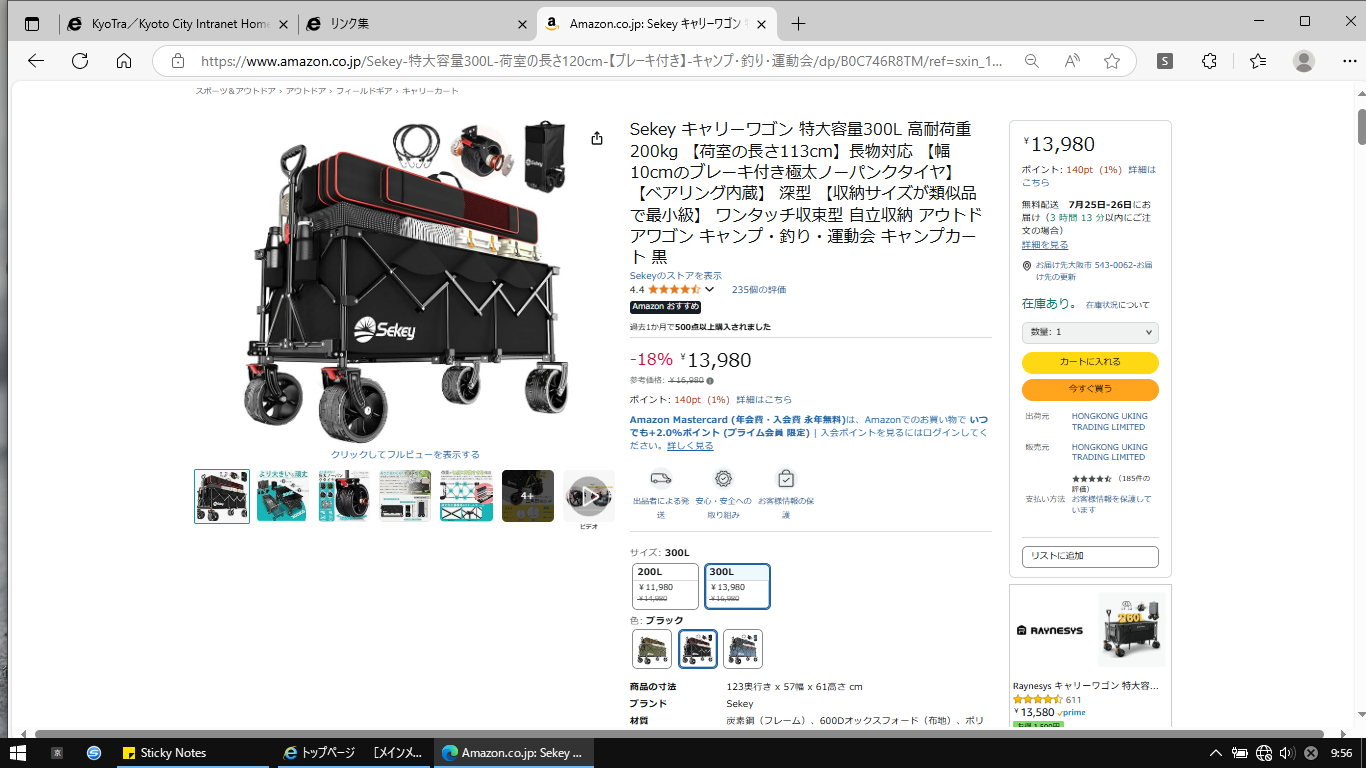 KyoTra／Kyoto City Intranet Home
リンク集
Amazon.co.jp: Sekey キャリーワゴン
https://www.amazon.co.jp/Sekey-特大容量300L-荷室の長さ120cm-【ブレーキ付き】-キャンプ・釣り・運動会/dp/B0C746R8TM/ref=sxin_1...
スポーツ＆アウトドア › アウトドア › フィールドギア › キャリーカート
Sekey
Sekey
クリックしてフルビューを表示する
より大きいく頑丈
4+
ビデオ
Sekey キャリーワゴン 特大容量300L 高耐荷重
200kg 【荷室の長さ113cm】長物対応 【幅
10cmのブレーキ付き極太ノーパンクタイヤ】
【ベアリング内蔵】 深型 【収納サイズが類似品
で最小級】 ワンタッチ収束型 自立収納 アウトド
アワゴン キャンプ・釣り・運動会 キャンプカー
ト 黒
Sekeyのストアを表示
4.4 235個の評価
Amazon おすすめ
過去1か月で500点以上購入されました
-18% ￥13,980
参考価格: ￥16,980
ポイント: 140pt (1%) 詳細はこちら
Amazon Mastercard (年会費・入会費 永年無料)は、Amazonでのお買い物で いつ
でも+2.0%ポイント (プライム会員 限定) | 入会ポイントを見るにはログインしてく
ださい。詳しく見る
出品者による発
送
安心・安全への
取り組み
お客様情報の保
護
サイズ: 300L
200L
￥11,980
￥14,980
300L
￥13,980
￥16,980
色: ブラック
商品の寸法 123奥行き x 57幅 x 61高さ cm
ブランド Sekey
材質 炭素鋼（フレーム）、600Dオックスフォード（布地）、ポリ
￥13,980
ポイント: 140pt (1%) 詳細は
こちら
無料配送 7月25日-26日にお
届け（3 時間 13 分以内にご注
文の場合）
詳細を見る
お届け先大阪市 543-0062-お届
け先の更新
在庫あり。 在庫状況について
数量: 1
カートに入れる
今すぐ買う
出荷元 HONGKONG UKING
TRADING LIMITED
販売元 HONGKONG UKING
TRADING LIMITED
（185件の
評価）
支払い方法 お客様情報を保護して
います
リストに追加
RAYNESYS
260L
Raynesys キャリーワゴン 特大容...
611
￥13,580 prime
Sticky Notes
トップページ [メインメ...
Amazon.co.jp: Sekey ...
9:56